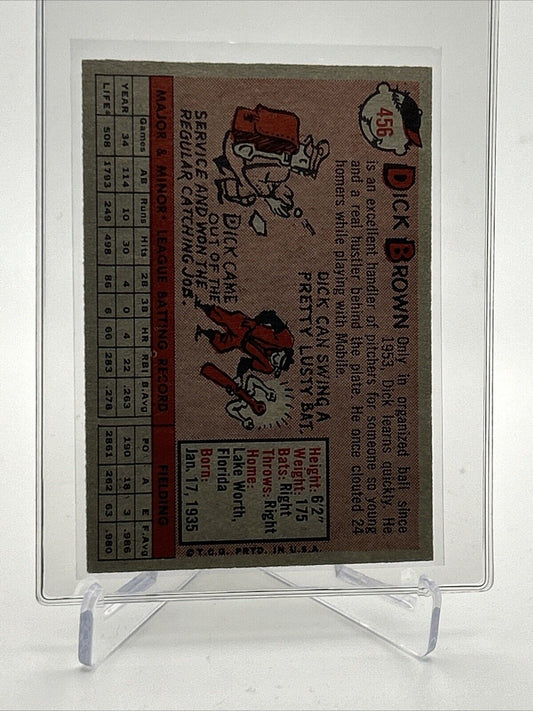 456
DICK BROWN
Only in organized ball since
1953, Dick learns quickly. He
is an excellent handler of pitchers for someone so young
and a real hustler behind the plate. He once clouted 24
homers while playing with Mobile.
DICK CAME
OUT OF THE
SERVICE AND WON THE
REGULAR CATCHING JOB.
DICK CAN SWING A
PRETTY LUSTY BAT.
Height: 6'2"
Weight: 175
Bats: Right
Throws: Right
Home:
Lake Worth,
Florida
Born:
Jan. 17, 1935
© T.C.G. PRTD. IN U.S.A.
MAJOR & MINOR LEAGUE BATTING RECORD FIELDING
Games AB Runs Hits 2B 3B HR RBI B.Avg PO A E F.Avg
YEAR 34 114 10 30 4 0 4 22 .263 190 18 3 .986
LIFE 508 1793 249 498 86 6 66 283 .278 2861 262 63 .980